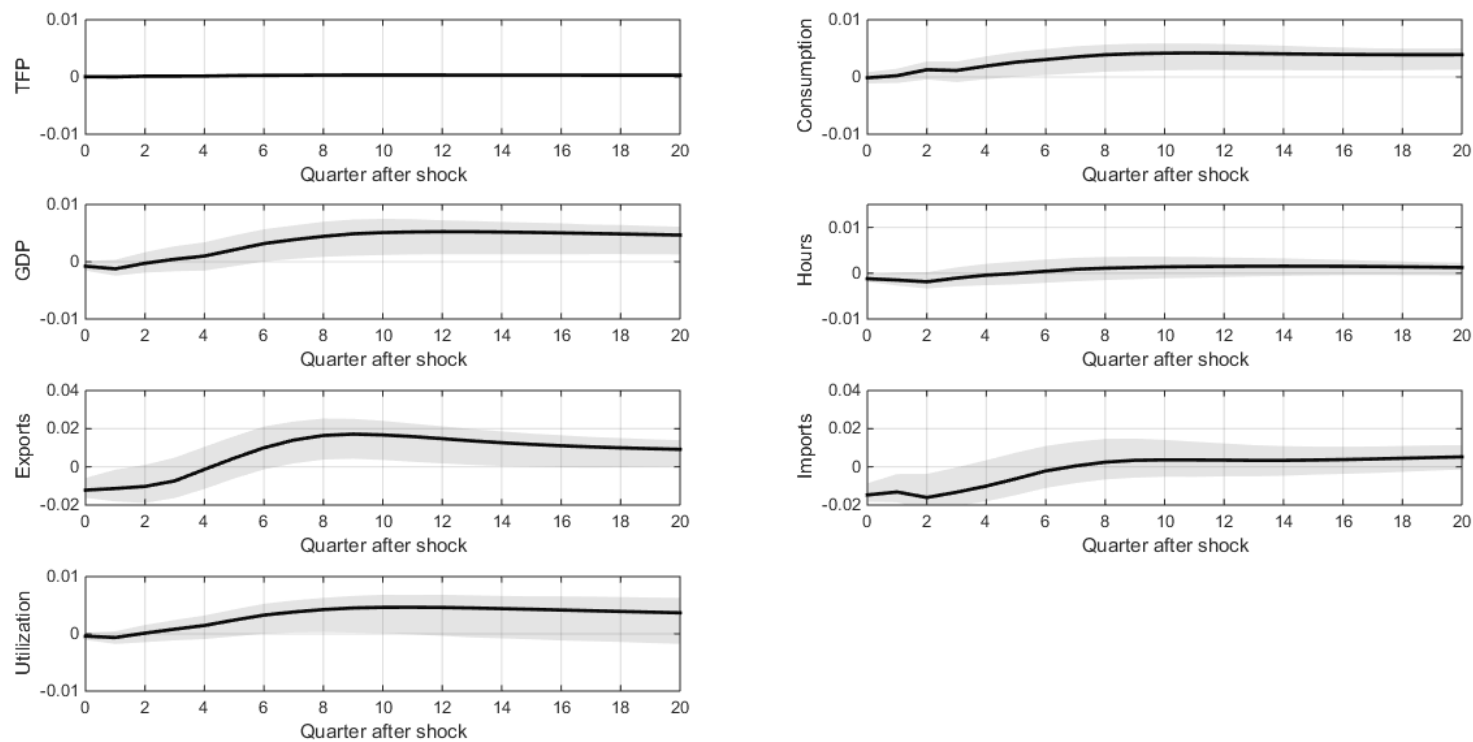 TFP
0.01
0
-0.01
0 2 4 6 8 10 12 14 16 18 20
Quarter after shock
Consumption
0.01
0
-0.01
0 2 4 6 8 10 12 14 16 18 20
Quarter after shock
GDP
0.01
0
-0.01
0 2 4 6 8 10 12 14 16 18 20
Quarter after shock
Hours
0.01
0
-0.01
0 2 4 6 8 10 12 14 16 18 20
Quarter after shock
Exports
0.04
0.02
0
-0.02
0 2 4 6 8 10 12 14 16 18 20
Quarter after shock
Imports
0.04
0.02
0
-0.02
0 2 4 6 8 10 12 14 16 18 20
Quarter after shock
Utilization
0.01
0
-0.01
0 2 4 6 8 10 12 14 16 18 20
Quarter after shock